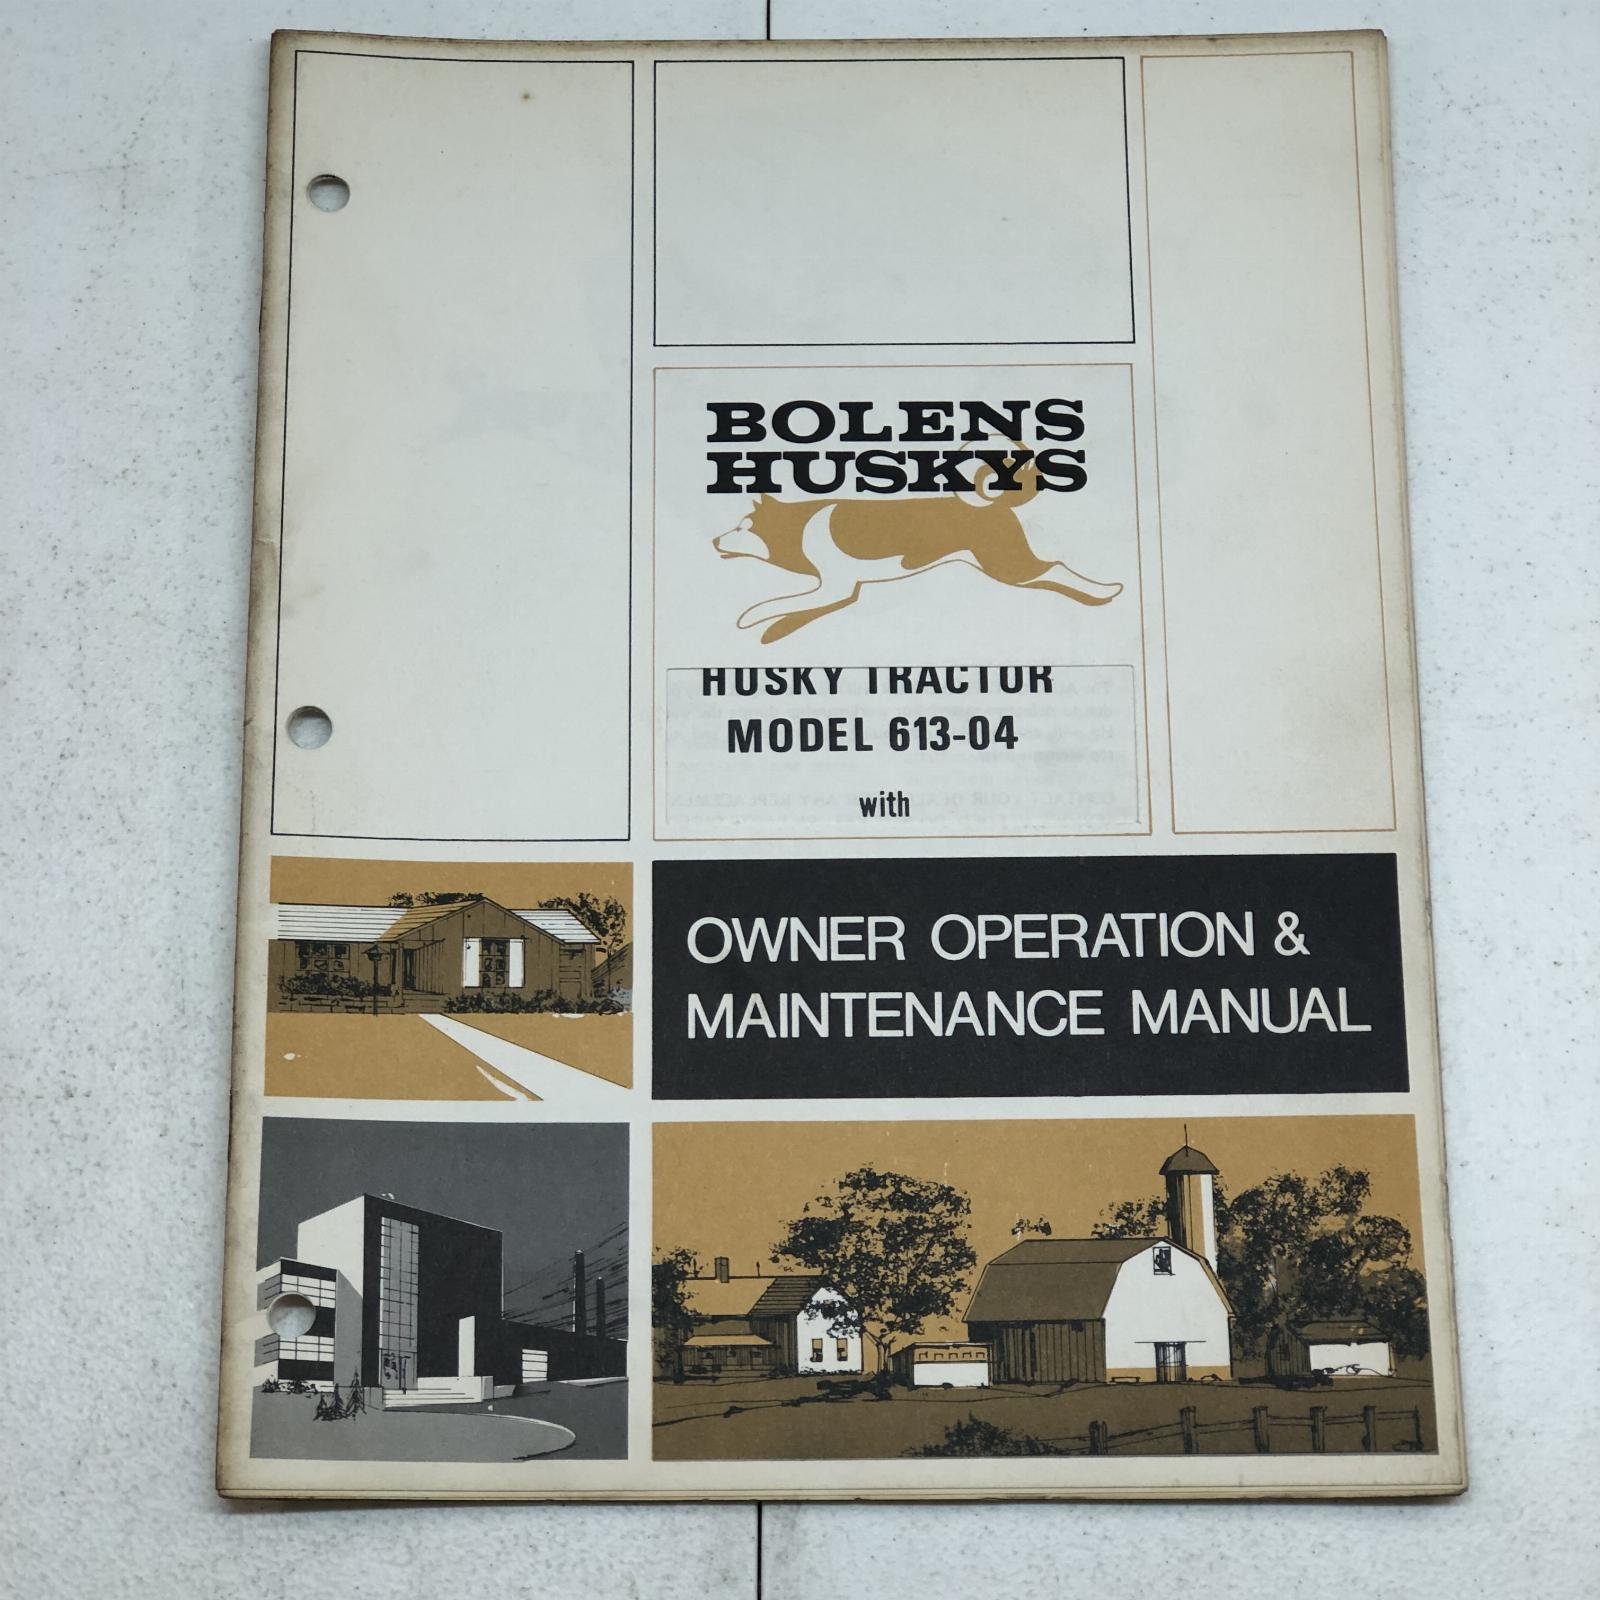 BOLENS
HUSKYS
HUSKY TRACTOR
MODEL 613-04
with
OWNER OPERATION &
MAINTENANCE MANUAL